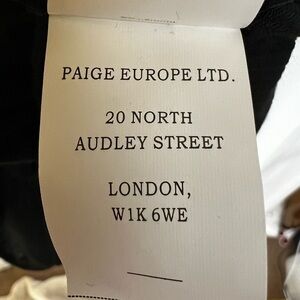 PAIGE EUROPE LTD.
20 NORTH
AUDLEY STREET
LONDON,
W1K 6WE